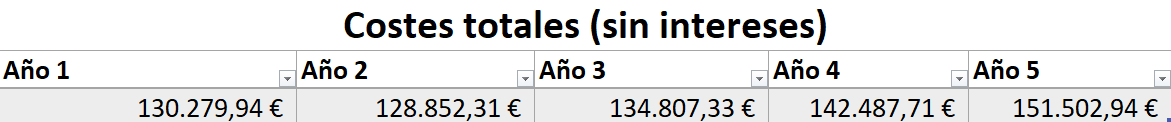 Costes totales (sin intereses)
Año 1 Año 2 Año 3 Año 4 Año 5
130.279,94 € 128.852,31 € 134.807,33 € 142.487,71 € 151.502,94 €